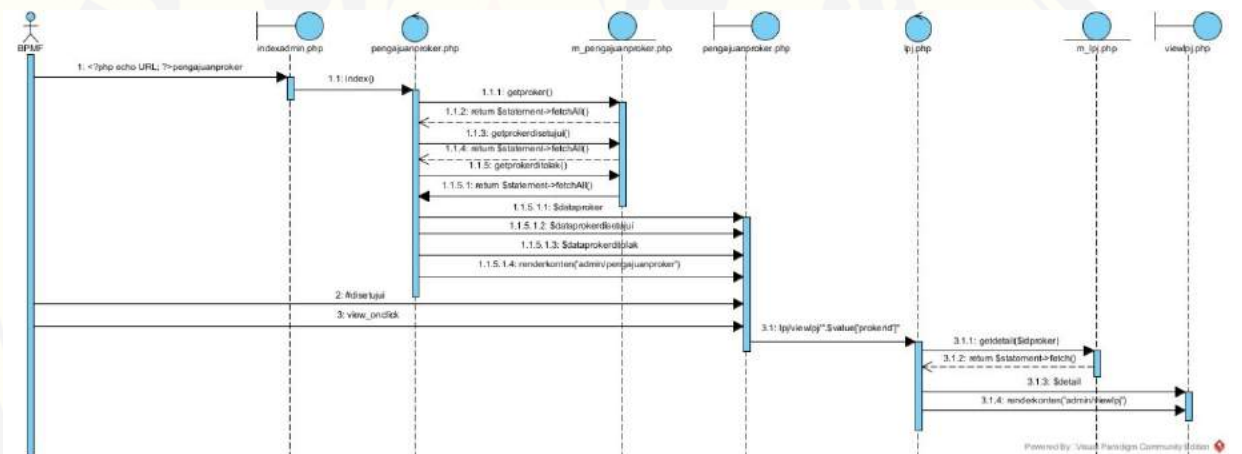 BPMF
indexadmin.php
pengajuanproker.php
m_pengajuanproker.php
pengajuanproker.php
lpj.php
m_lpj.php
viewlpj.php
1: <?php echo URL; ?>pengajuanproker
1.1: index()
1.1.1: getproker()
1.1.2: return $statement->fetchAll()
1.1.3: getprokerdisetujui()
1.1.4: return $statement->fetchAll()
1.1.5: getprokerditolak()
1.1.5.1: return $statement->fetchAll()
1.1.5.1.1: $dataproker
1.1.5.1.2: $dataprokerdisetujui
1.1.5.1.3: $dataprokerditolak
1.1.5.1.4: renderkonten('admin/pengajuanproker')
2: #disetujui
3: view_onclick
3.1: lpj/viewlpj/".$value['prokerid']"
3.1.1: getdetail($idproker)
3.1.2: return $statement->fetch()
3.1.3: $detail
3.1.4: renderkonten('admin/viewlpj')
Powered By: Visual Paradigm Community Edition